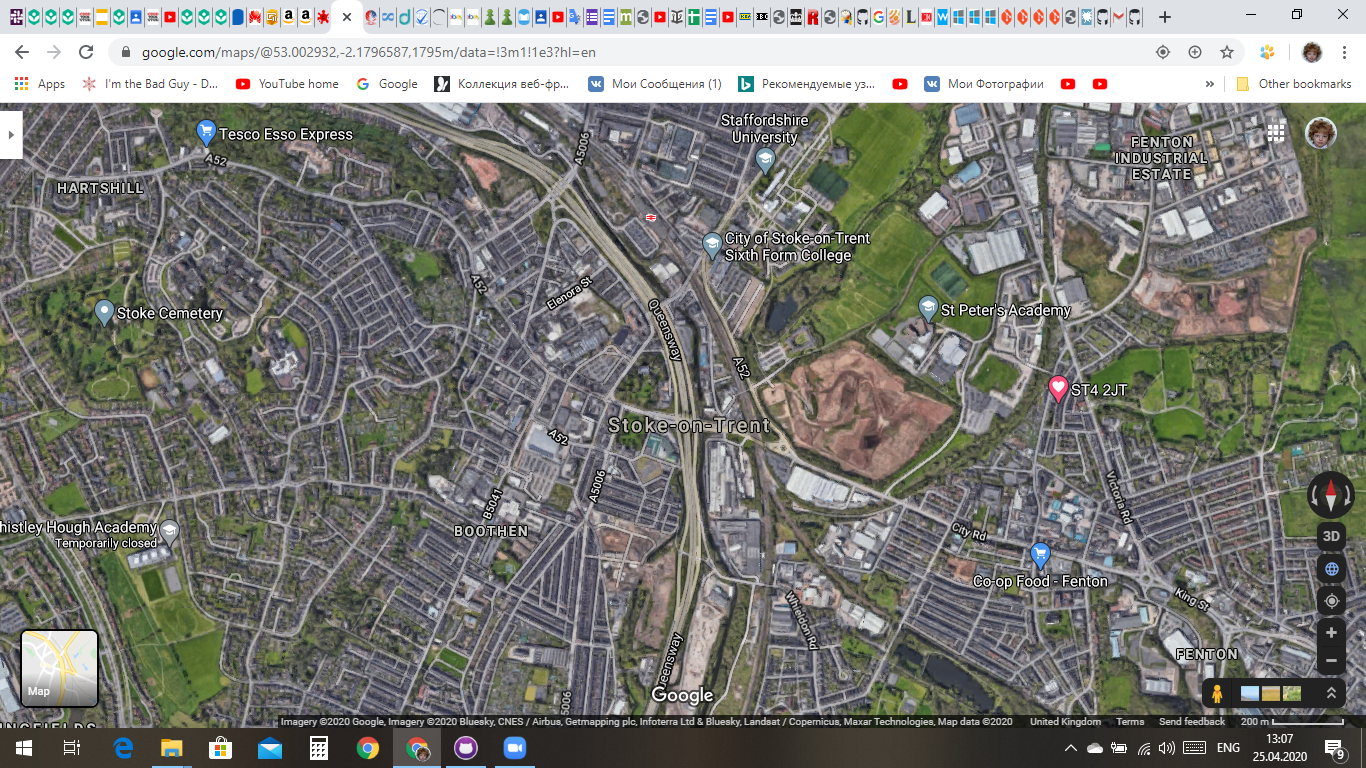 google.com/maps/@53.002932,-2.1796587,1795m/data=!3m1!1e3?hl=en
Apps
I'm the Bad Guy - D...
YouTube home
Google
Коллекция веб-фр...
Мои Сообщения (1)
Рекомендуемые уз...
Мои Фотографии
»
Other bookmarks
Staffordshire
University
Tesco Esso Express
A52
A5006
FENTON
INDUSTRIAL
ESTATE
HARTSHILL
City of Stoke-on-Trent
Sixth Form College
A52
Elenora St
Stoke Cemetery
Queensway
St Peter's Academy
A52
ST4 2JT
Stoke-on-Trent
A52
A5006
B5041
Victoria Rd
histley Hough Academy
Temporarily closed
BOOTHEN
City Rd
3D
Co-op Food - Fenton
Wheldon Rd
King St
FENTON
Queensway
Map
5006
Google
Imagery ©2020 Google, Imagery ©2020 Bluesky, CNES / Airbus, Getmapping plc, Infoterra Ltd & Bluesky, Landsat / Copernicus, Maxar Technologies, Map data ©2020
United Kingdom
Terms
Send feedback
200 m
ENG
13:07
25.04.2020
9